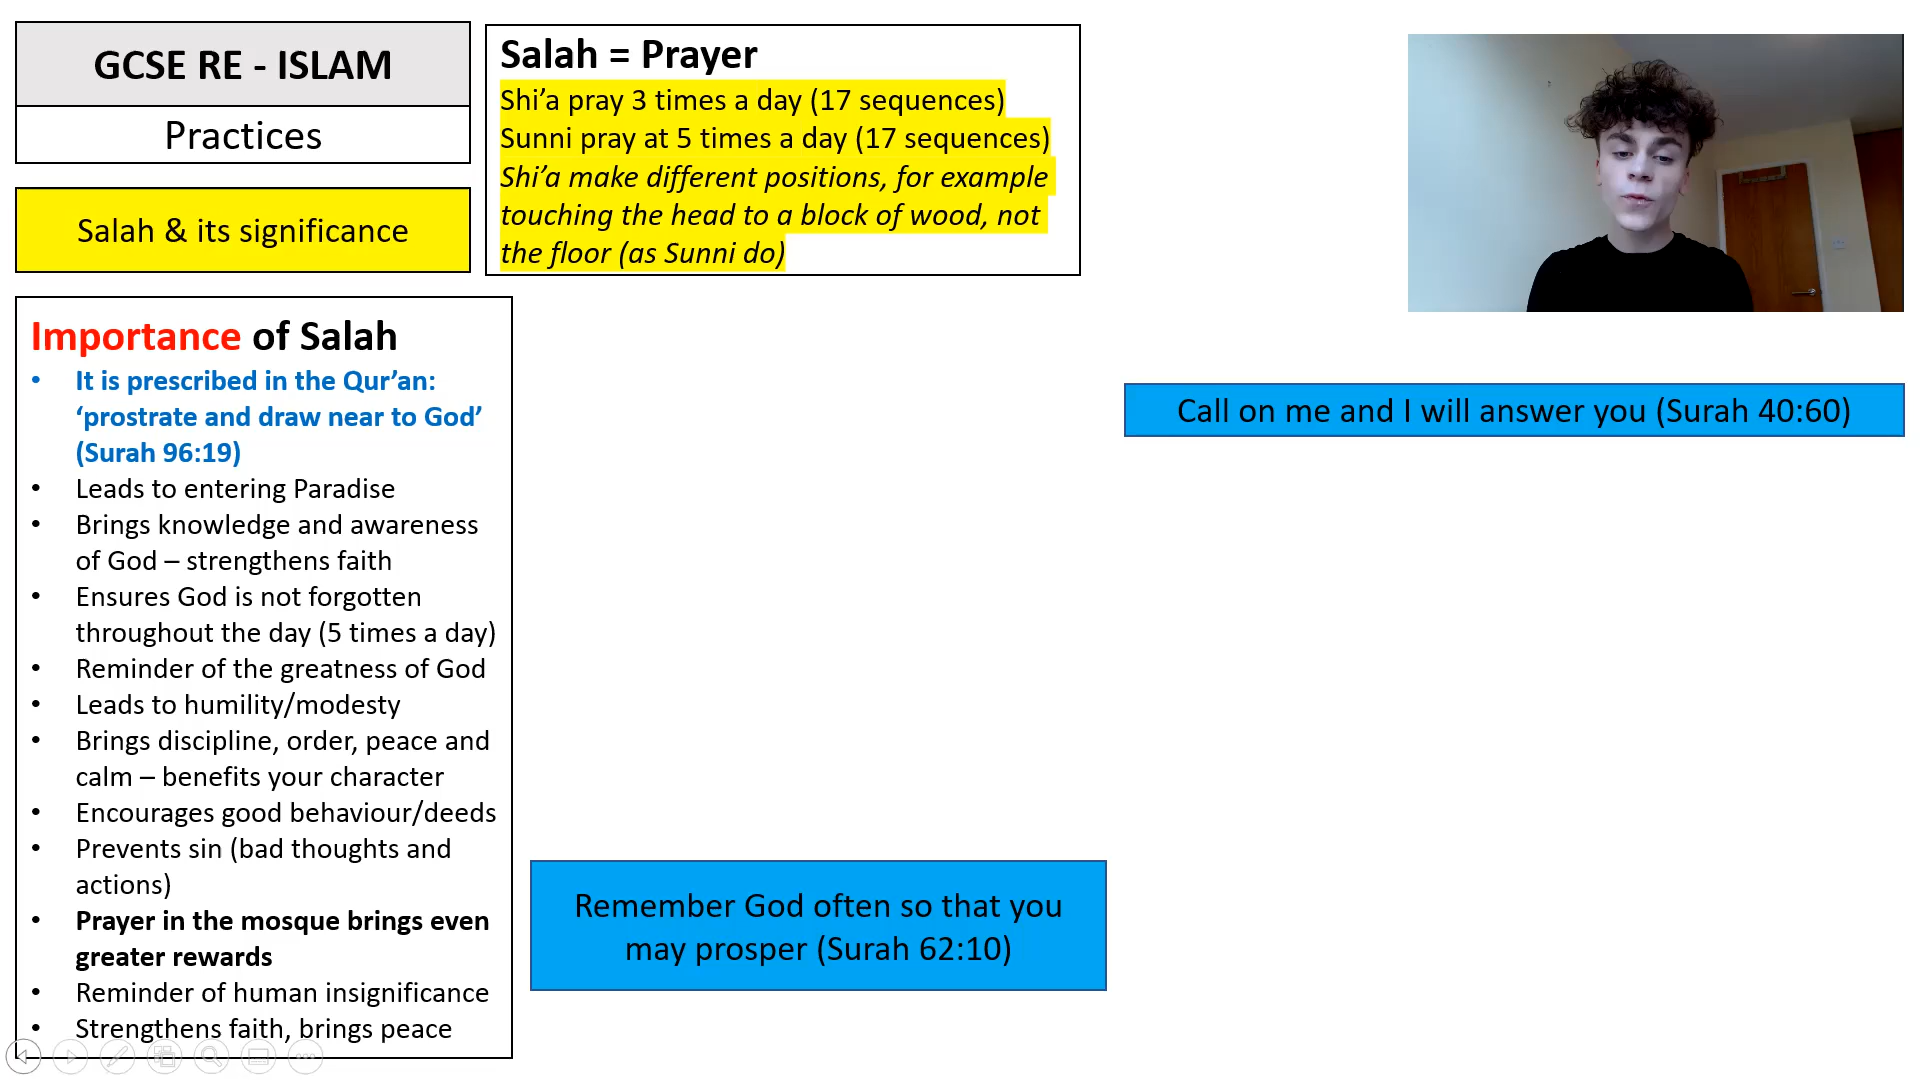 GCSE RE - ISLAM
Practices
Salah & its significance
Salah = Prayer
Shi’a pray 3 times a day (17 sequences)
Sunni pray at 5 times a day (17 sequences)
Shi’a make different positions, for example
touching the head to a block of wood, not
the floor (as Sunni do)
Importance of Salah
• It is prescribed in the Qur’an:
‘prostrate and draw near to God’
(Surah 96:19)
• Leads to entering Paradise
• Brings knowledge and awareness
of God – strengthens faith
• Ensures God is not forgotten
throughout the day (5 times a day)
• Reminder of the greatness of God
• Leads to humility/modesty
• Brings discipline, order, peace and
calm – benefits your character
• Encourages good behaviour/deeds
• Prevents sin (bad thoughts and
actions)
• Prayer in the mosque brings even
greater rewards
• Reminder of human insignificance
• Strengthens faith, brings peace
Call on me and I will answer you (Surah 40:60)
Remember God often so that you
may prosper (Surah 62:10)